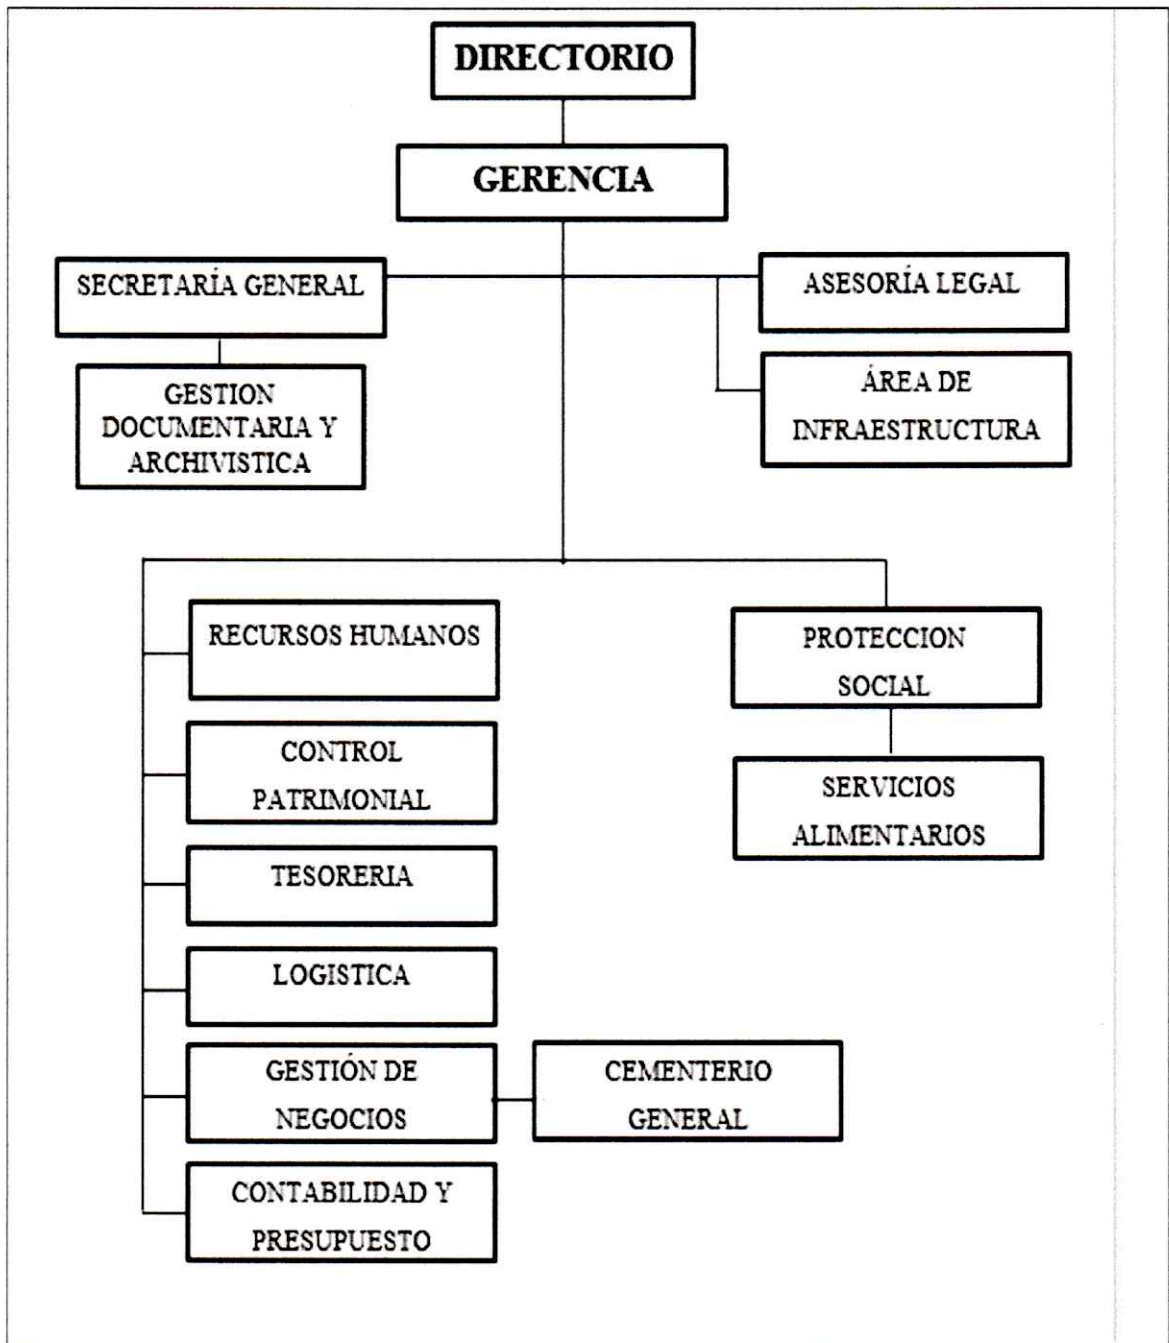 DIRECTORIO
GERENCIA
SECRETARÍA GENERAL
ASESORÍA LEGAL
GESTION
DOCUMENTARIA Y
ARCHIVISTICA
ÁREA DE
INFRAESTRUCTURA
RECURSOS HUMANOS
CONTROL
PATRIMONIAL
TESORERIA
LOGISTICA
GESTIÓN DE
NEGOCIOS
CEMENTERIO
GENERAL
CONTABILIDAD Y
PRESUPUESTO
PROTECCION
SOCIAL
SERVICIOS
ALIMENTARIOS